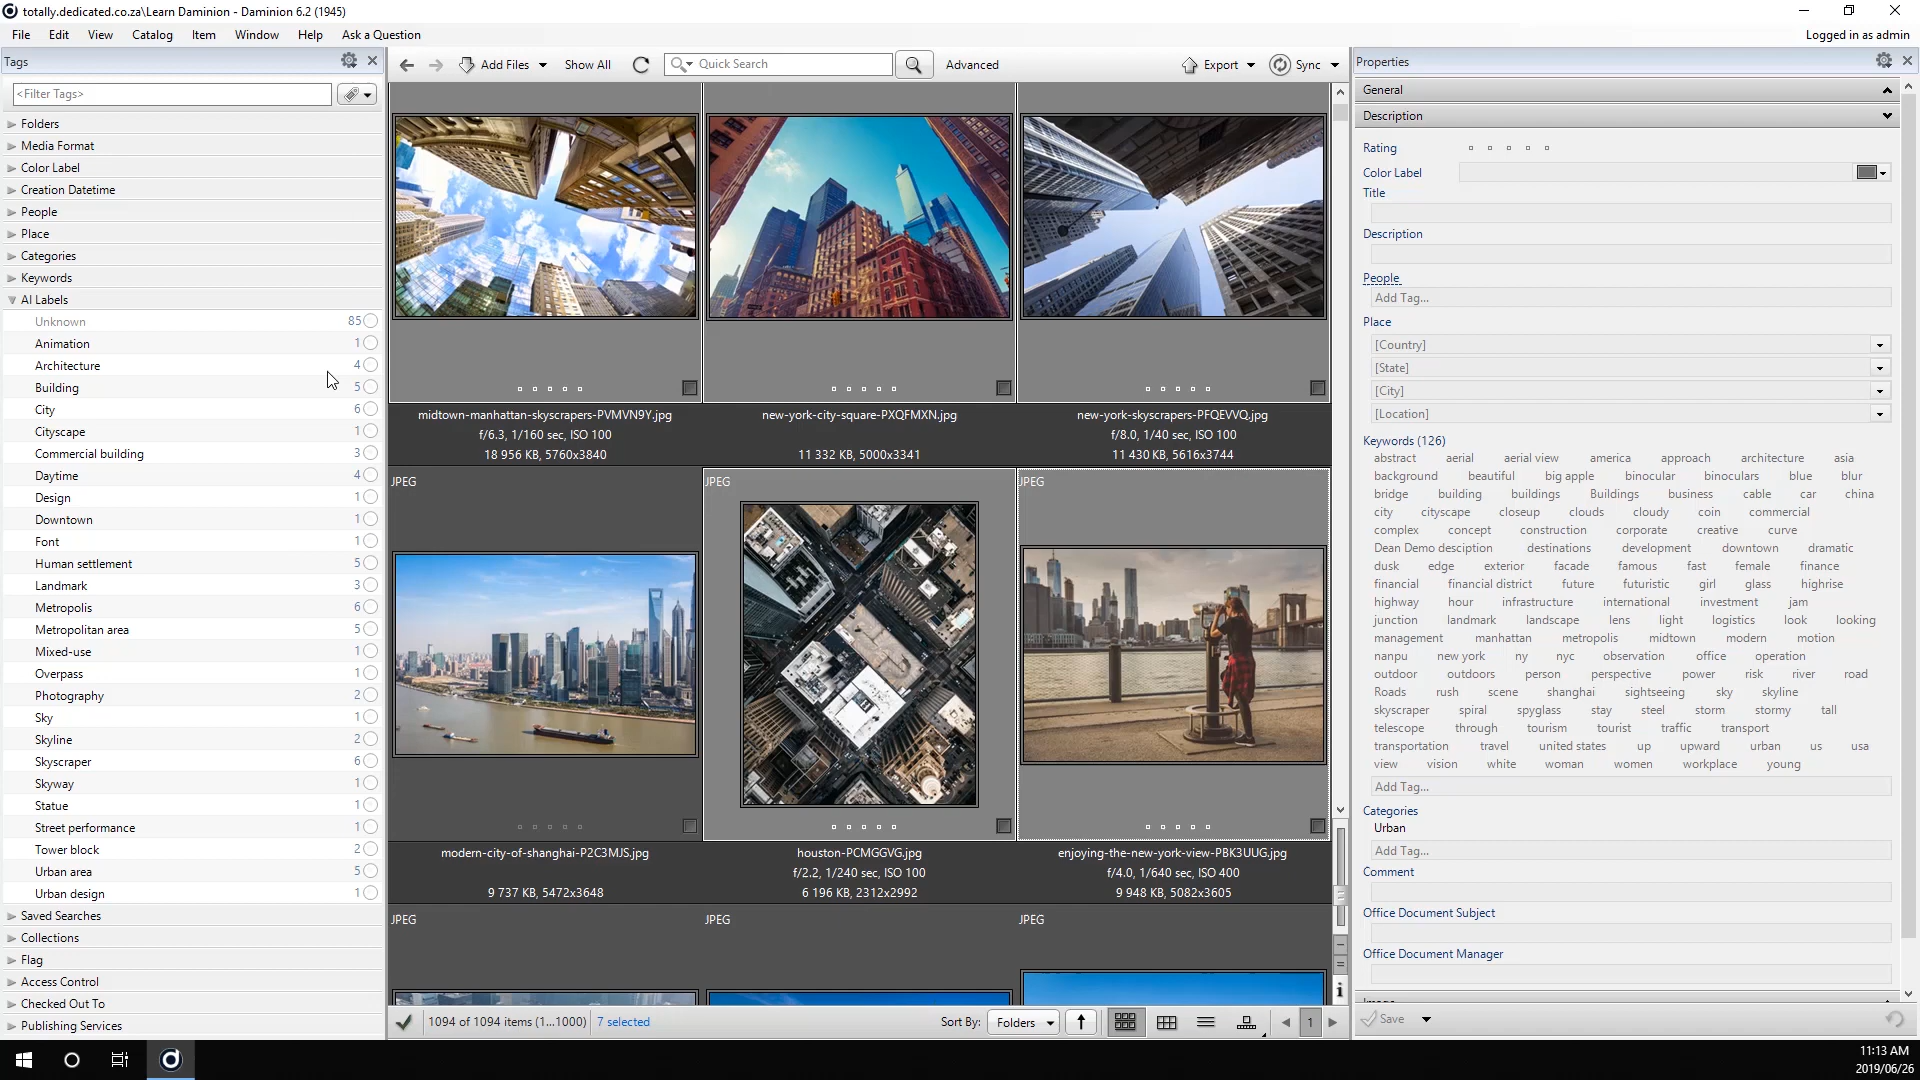 totally.dedicated.co.za\Learn Daminion - Daminion 6.2 (1945)
File Edit View Catalog Item Window Help Ask a Question
Logged in as admin
Tags
<Filter Tags>
Folders
Media Format
Color Label
Creation Datetime
People
Place
Categories
Keywords
AI Labels
Unknown 85
Animation 1
Architecture 4
Building 5
City 6
Cityscape 1
Commercial building 3
Daytime 4
Design 1
Downtown 1
Font 1
Human settlement 5
Landmark 3
Metropolis 6
Metropolitan area 5
Mixed-use 1
Overpass 1
Photography 2
Sky 1
Skyline 2
Skyscraper 6
Skyway 1
Statue 1
Street performance 1
Tower block 2
Urban area 5
Urban design 1
Saved Searches
Collections
Flag
Access Control
Checked Out To
Publishing Services
Add Files Show All Quick Search Advanced Export Sync
midtown-manhattan-skyscrapers-PVMVN9Y.jpg
f/6.3, 1/160 sec, ISO 100
18 956 KB, 5760x3840
new-york-city-square-PXQFMXN.jpg
11 332 KB, 5000x3341
new-york-skyscrapers-PFQEVVQ.jpg
f/8.0, 1/40 sec, ISO 100
11 430 KB, 5616x3744
JPEG
modern-city-of-shanghai-P2C3MJS.jpg
9 737 KB, 5472x3648
JPEG
houston-PCMGGVG.jpg
f/2.2, 1/240 sec, ISO 100
6 196 KB, 2312x2992
JPEG
enjoying-the-new-york-view-PBK3UUG.jpg
f/4.0, 1/640 sec, ISO 400
9 948 KB, 5082x3605
JPEG
JPEG
JPEG
1094 of 1094 items (1...1000) 7 selected
Sort By: Folders
1
Properties
General
Description
Rating
Color Label
Title
Description
People
Add Tag...
Place
[Country]
[State]
[City]
[Location]
Keywords (126)
abstract aerial aerial view america approach architecture asia
background beautiful big apple binocular binoculars blue blur
bridge building buildings Buildings business cable car china
city cityscape closeup clouds cloudy coin commercial
complex concept construction corporate creative curve
Dean Demo desciption destinations development downtown dramatic
dusk edge exterior facade famous fast female finance
financial financial district future futuristic girl glass highrise
highway hour infrastructure international investment jam
junction landmark landscape lens light logistics look looking
management manhattan metropolis midtown modern motion
nanpu new york ny nyc observation office operation
outdoor outdoors person perspective power risk river road
Roads rush scene shanghai sightseeing sky skyline
skyscraper spiral spyglass stay steel storm stormy tall
telescope through tourism tourist traffic transport
transportation travel united states up upward urban us usa
view vision white woman women workplace young
Add Tag...
Categories
Urban
Add Tag...
Comment
Office Document Subject
Office Document Manager
Save
11:13 AM
2019/06/26